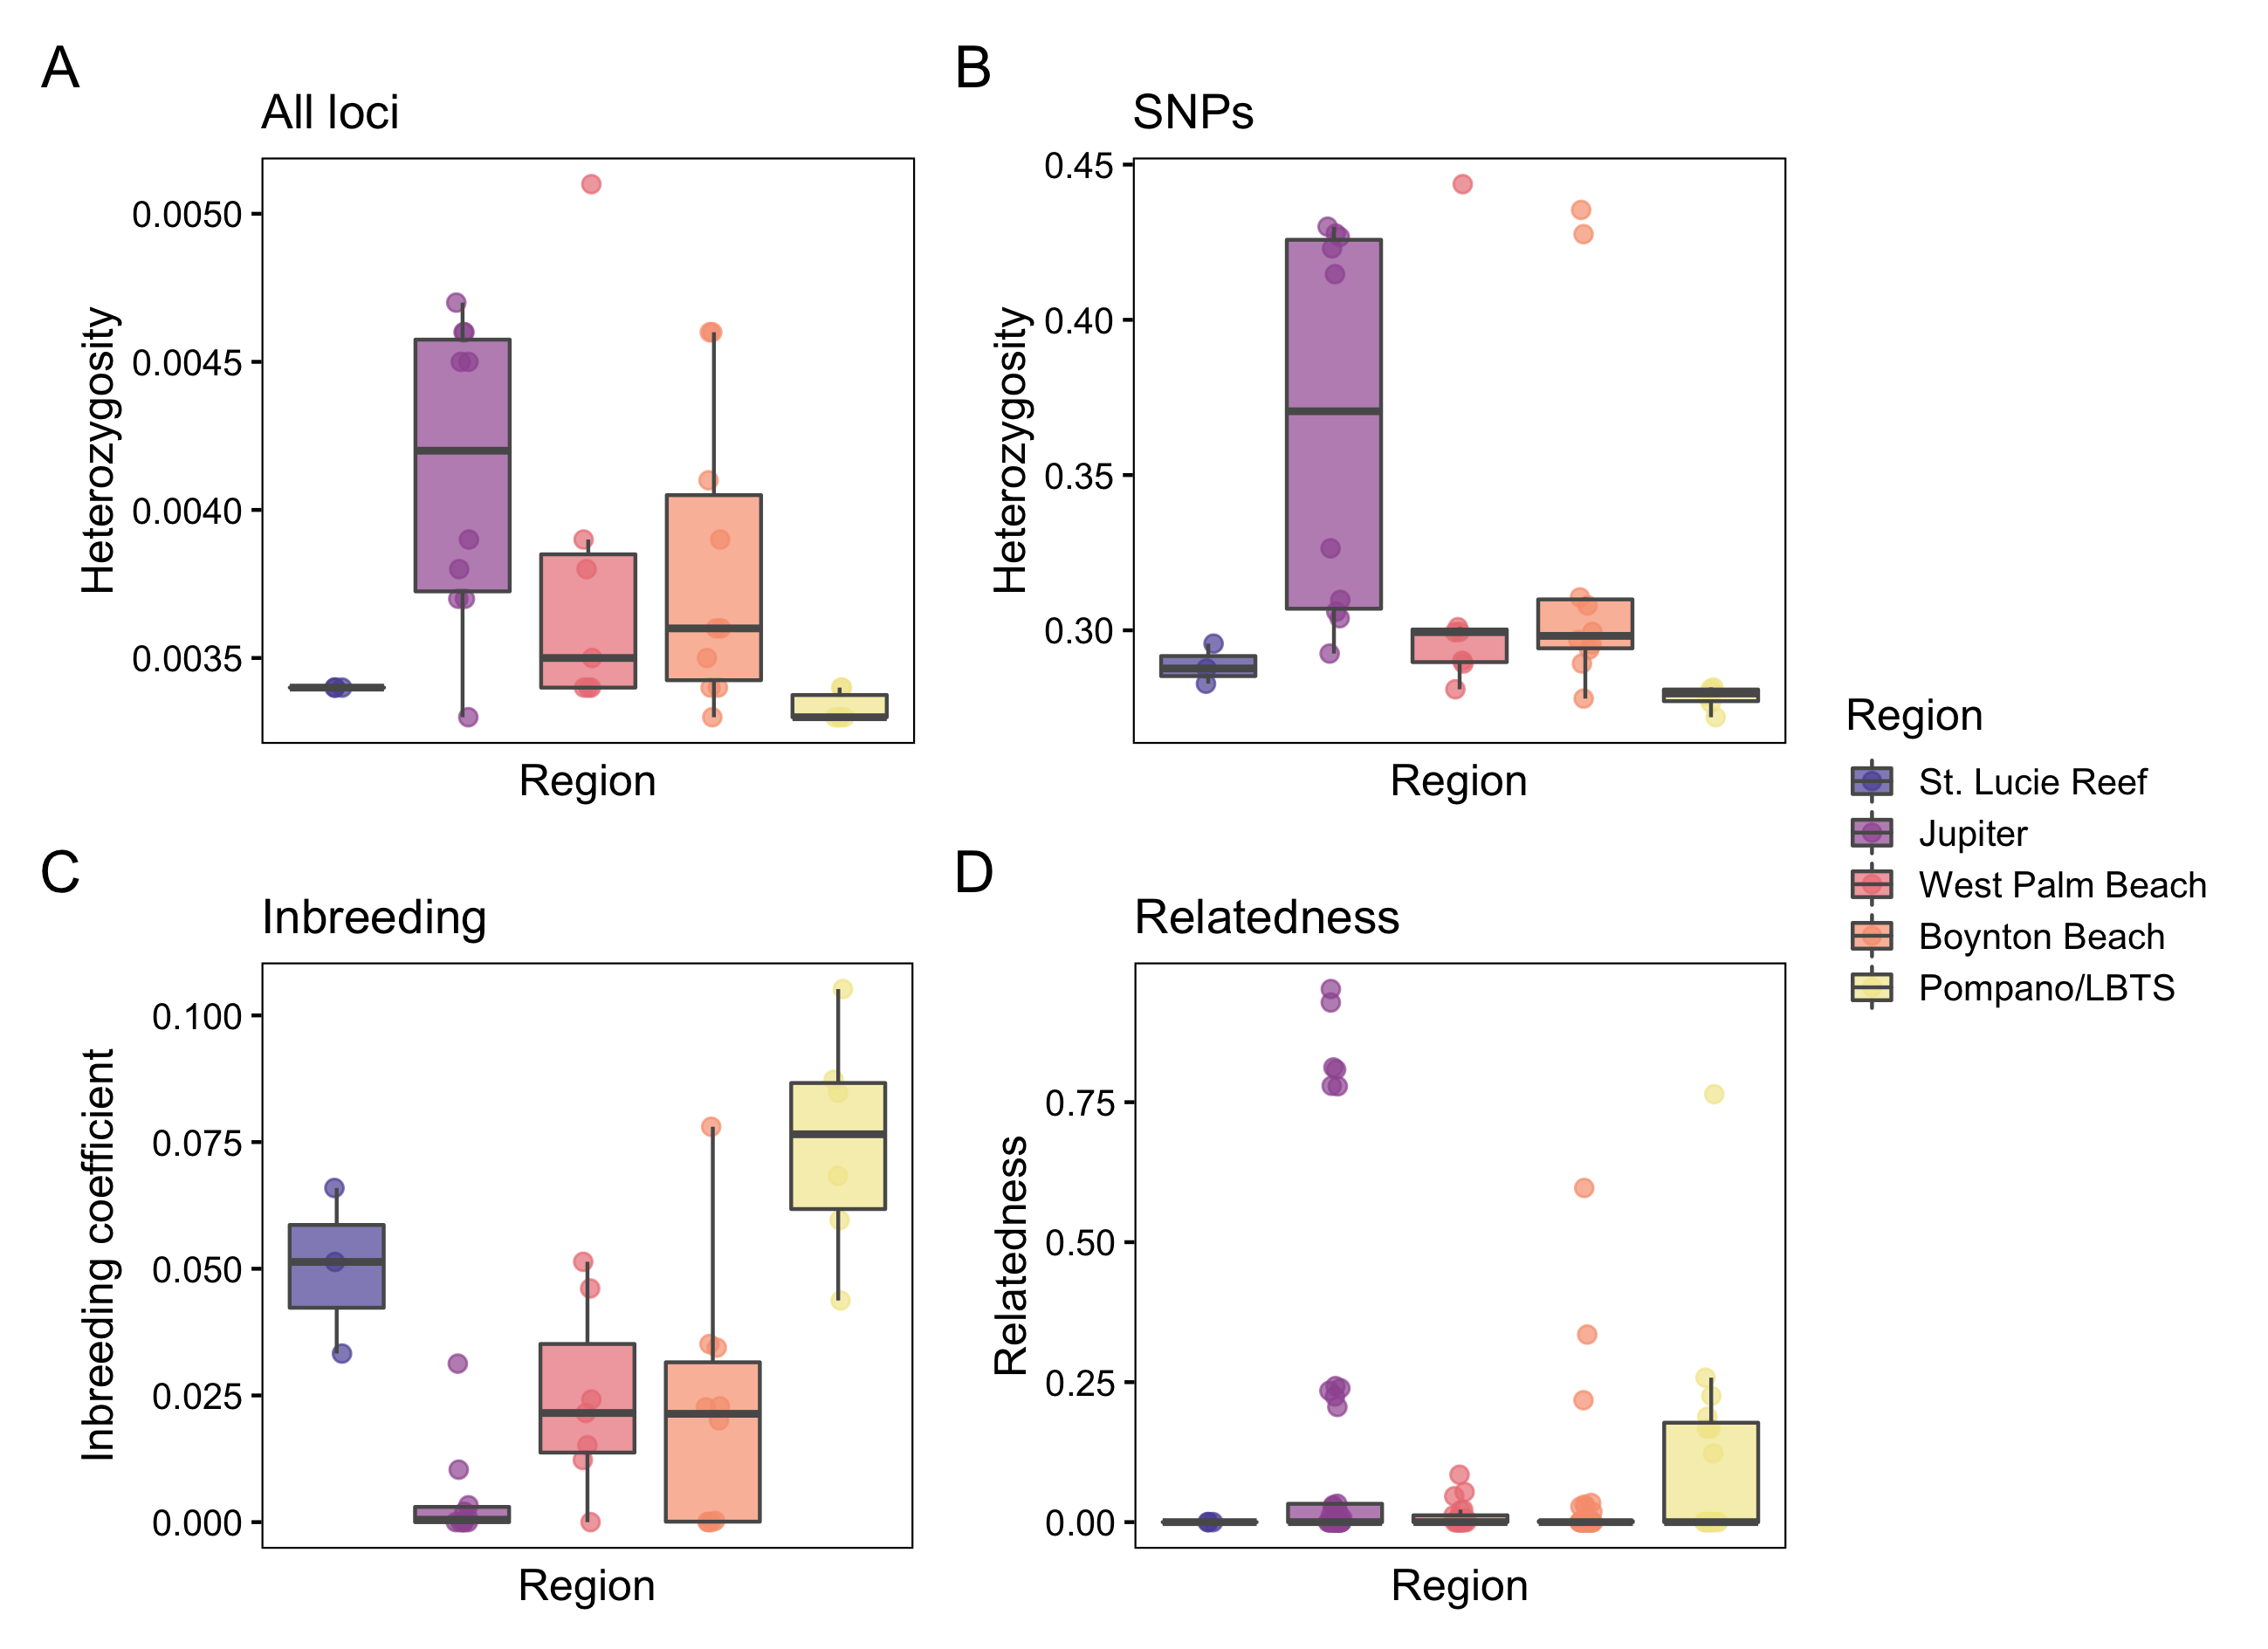 A
All loci
Heterozygosity
0.0050
0.0045
0.0040
0.0035
Region
B
SNPs
Heterozygosity
0.45
0.40
0.35
0.30
Region
C
Inbreeding
Inbreeding coefficient
0.100
0.075
0.050
0.025
0.000
Region
D
Relatedness
Relatedness
0.75
0.50
0.25
0.00
Region
Region
St. Lucie Reef
Jupiter
West Palm Beach
Boynton Beach
Pompano/LBTS